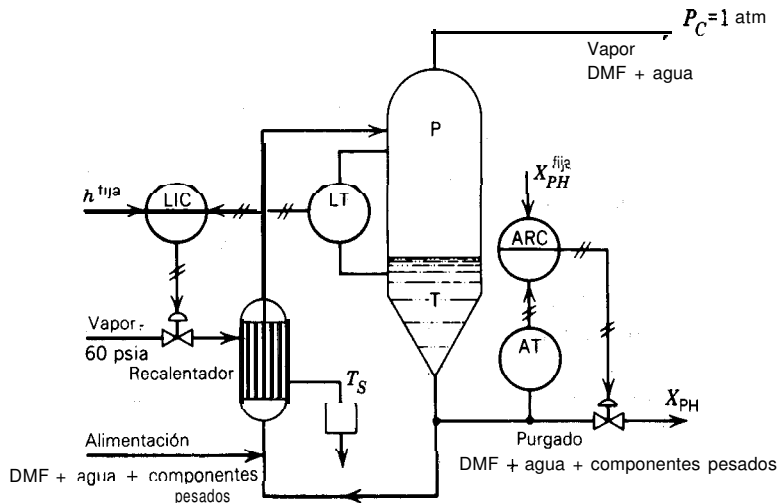 P_C = 1 atm
Vapor
DMF + agua
P
X_PH^fija
h^fija
LIC
LT
ARC
T
AT
Vapor
60 psia
Recalentador
T_S
X_PH
Alimentación
Purgado
DMF + agua + componentes
pesados
DMF + agua + componentes pesados